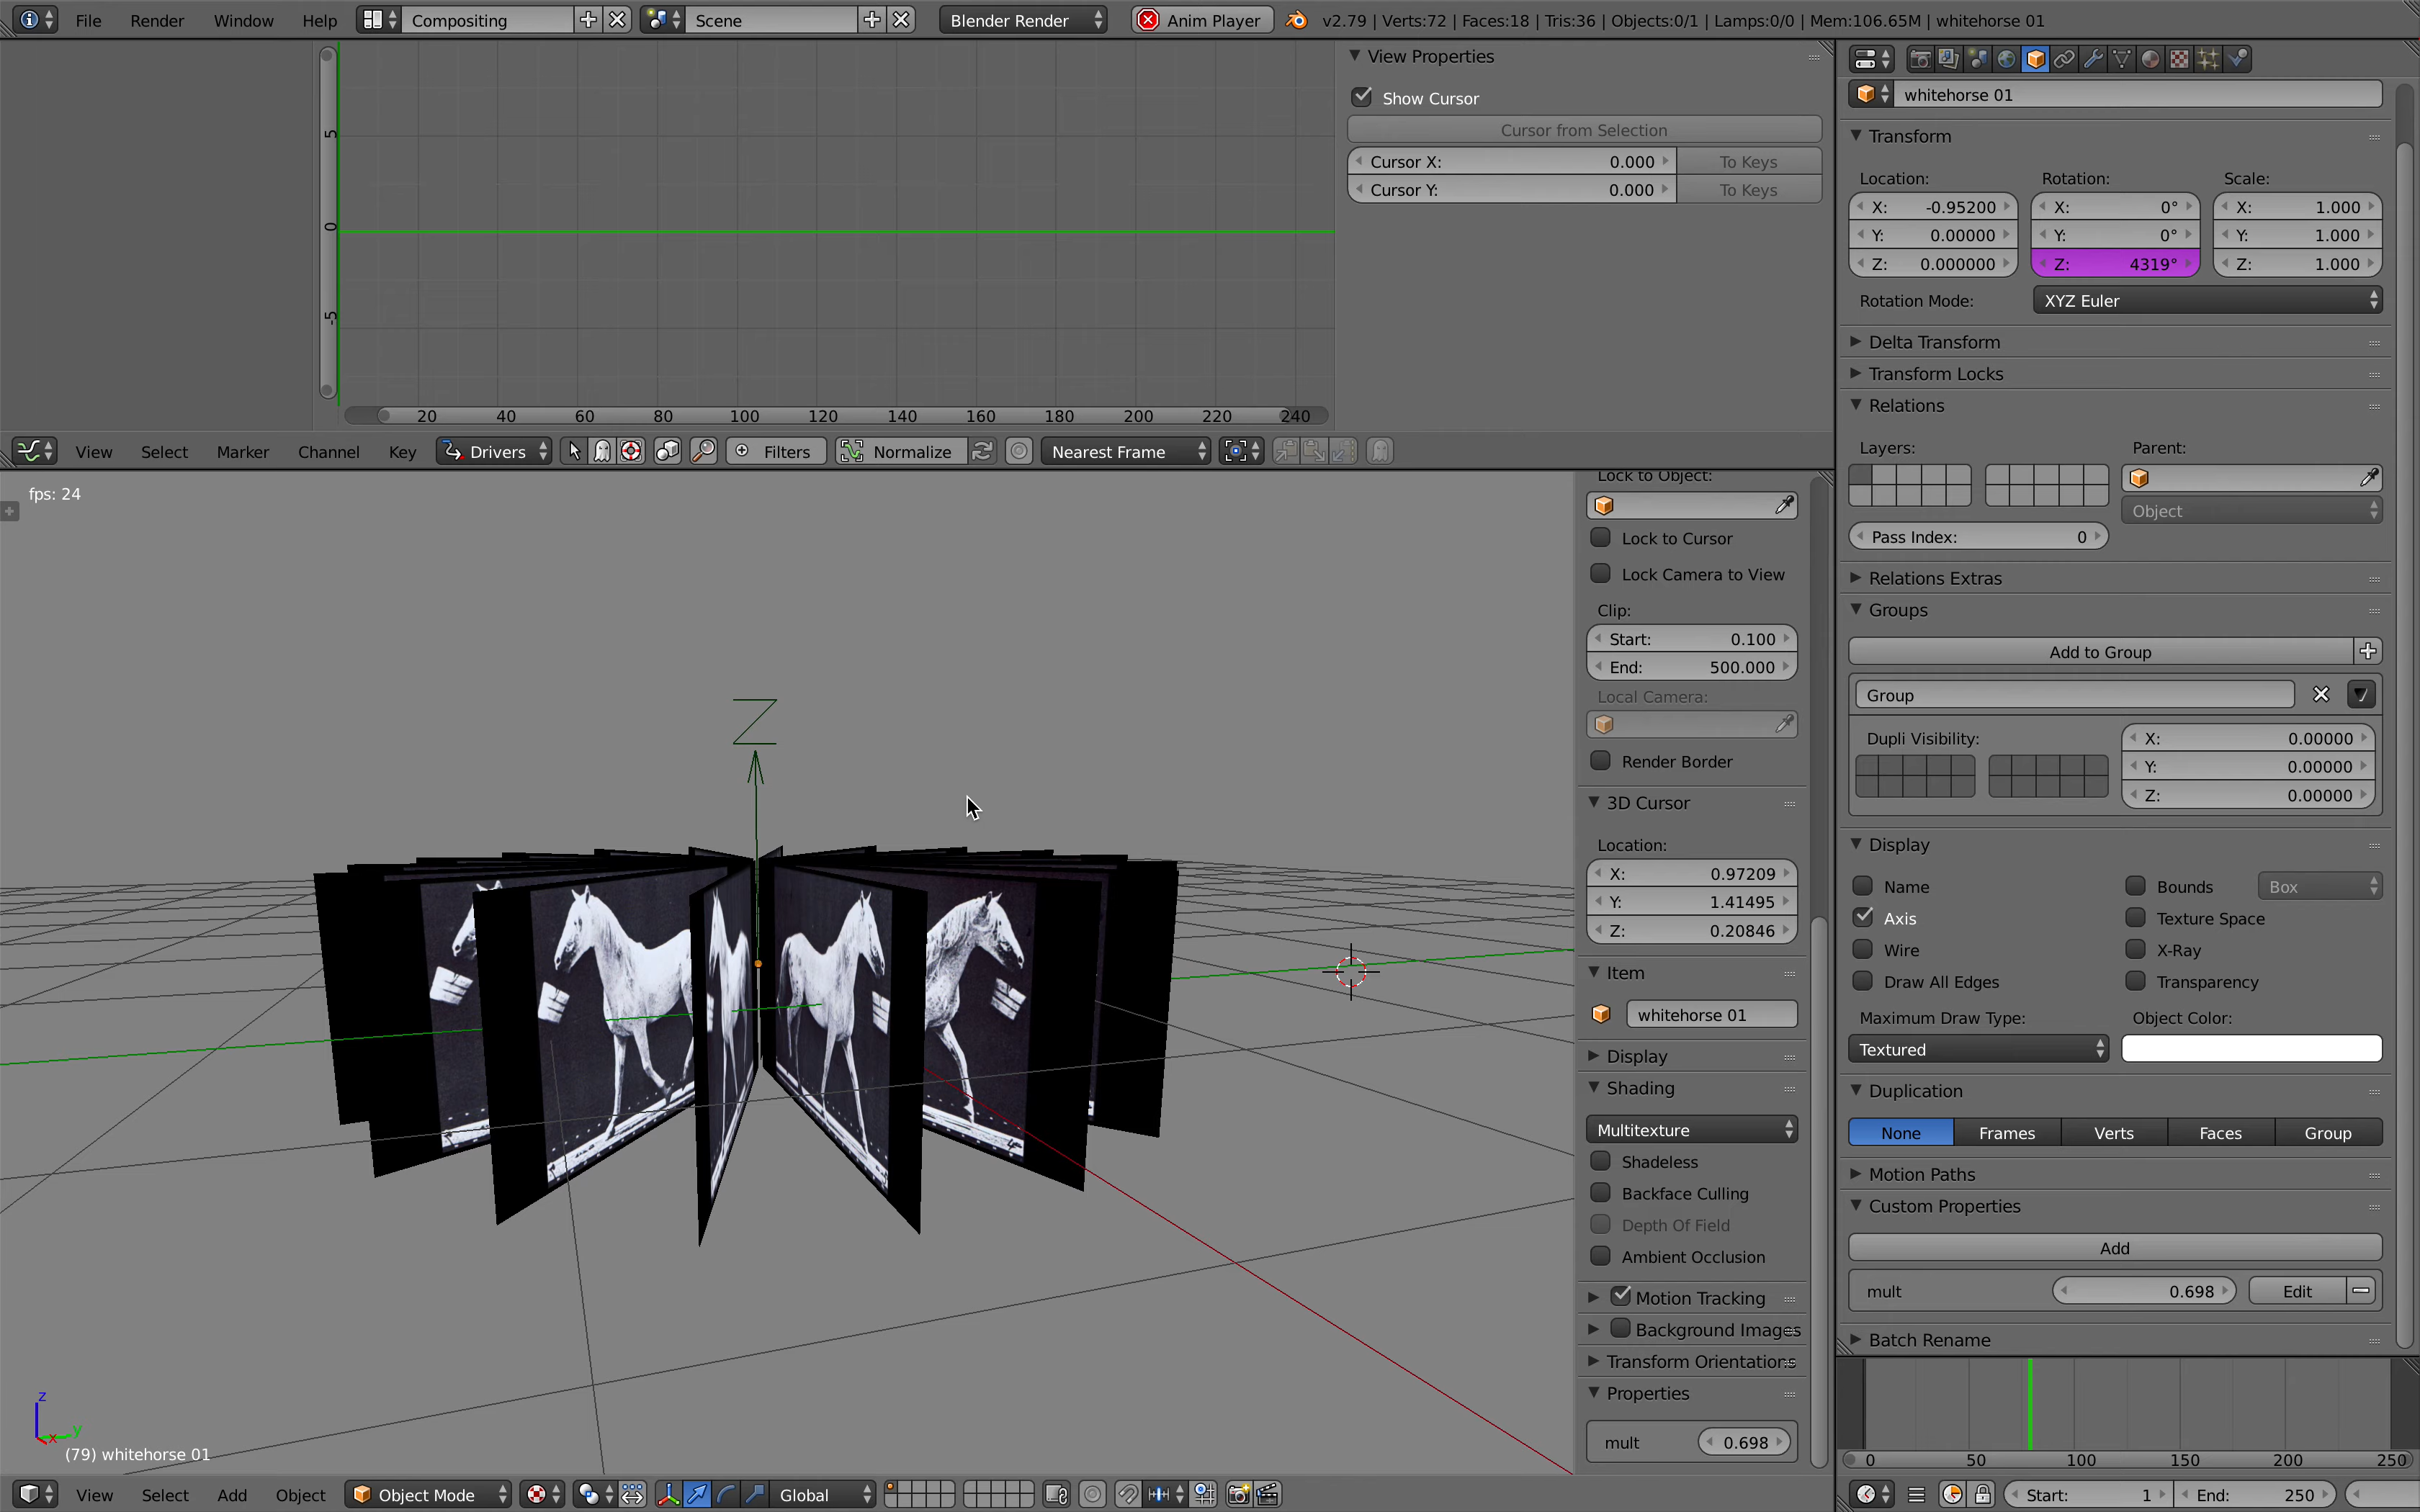 File Render Window Help Compositing Scene Blender Render Anim Player v2.79 | Verts:72 | Faces:18 | Tris:36 | Objects:0/1 | Lamps:0/0 | Mem:106.65M | whitehorse 01
View Properties
Show Cursor
Cursor from Selection
Cursor X: 0.000 To Keys
Cursor Y: 0.000 To Keys
5
0
-5
20 40 60 80 100 120 140 160 180 200 220 240
View Select Marker Channel Key Drivers Filters Normalize Nearest Frame
fps: 24
Z
z
y
x
(79) whitehorse 01
View Select Add Object Object Mode Global
Lock to Object:
Lock to Cursor
Lock Camera to View
Clip:
Start: 0.100
End: 500.000
Local Camera:
Render Border
3D Cursor
Location:
X: 0.97209
Y: 1.41495
Z: 0.20846
Item
whitehorse 01
Display
Shading
Multitexture
Shadeless
Backface Culling
Depth Of Field
Ambient Occlusion
Motion Tracking
Background Images
Transform Orientations
Properties
mult 0.698
whitehorse 01
Transform
Location: Rotation: Scale:
X: -0.95200 X: 0° X: 1.000
Y: 0.00000 Y: 0° Y: 1.000
Z: 0.000000 Z: 4319° Z: 1.000
Rotation Mode: XYZ Euler
Delta Transform
Transform Locks
Relations
Layers: Parent:
Object
Pass Index: 0
Relations Extras
Groups
Add to Group
Group
Dupli Visibility: X: 0.00000
Y: 0.00000
Z: 0.00000
Display
Name Bounds Box
Axis Texture Space
Wire X-Ray
Draw All Edges Transparency
Maximum Draw Type: Object Color:
Textured
Duplication
None Frames Verts Faces Group
Motion Paths
Custom Properties
Add
mult 0.698 Edit
Batch Rename
0 50 100 150 200 250
Start: 1 End: 250